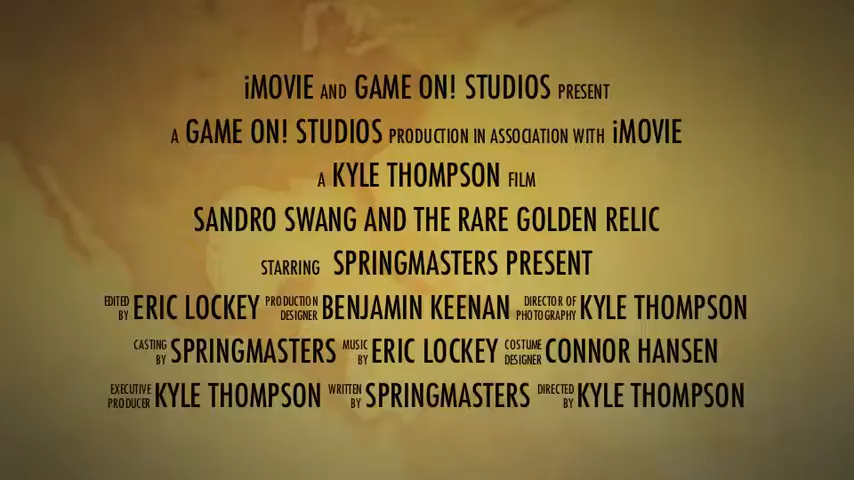 iMOVIE AND GAME ON! STUDIOS PRESENT
A GAME ON! STUDIOS PRODUCTION IN ASSOCIATION WITH iMOVIE
A KYLE THOMPSON FILM
SANDRO SWANG AND THE RARE GOLDEN RELIC
STARRING SPRINGMASTERS PRESENT
EDITED BY ERIC LOCKEY PRODUCTION DESIGNER BENJAMIN KEENAN DIRECTOR OF PHOTOGRAPHY KYLE THOMPSON
CASTING BY SPRINGMASTERS MUSIC BY ERIC LOCKEY COSTUME DESIGNER CONNOR HANSEN
EXECUTIVE PRODUCER KYLE THOMPSON WRITTEN BY SPRINGMASTERS DIRECTED BY KYLE THOMPSON